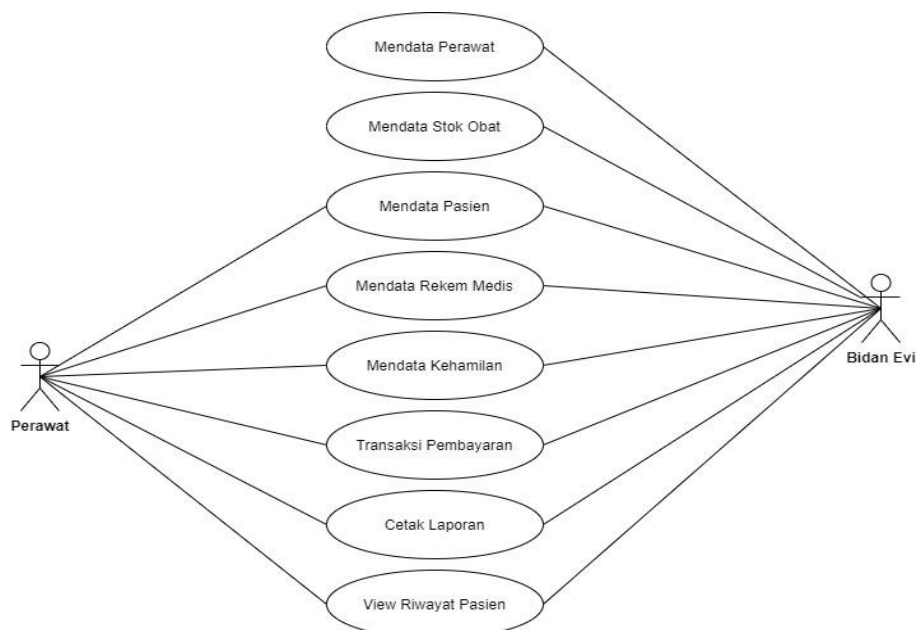 Mendata Perawat
Mendata Stok Obat
Mendata Pasien
Mendata Rekem Medis
Mendata Kehamilan
Transaksi Pembayaran
Cetak Laporan
View Riwayat Pasien
Perawat
Bidan Evi